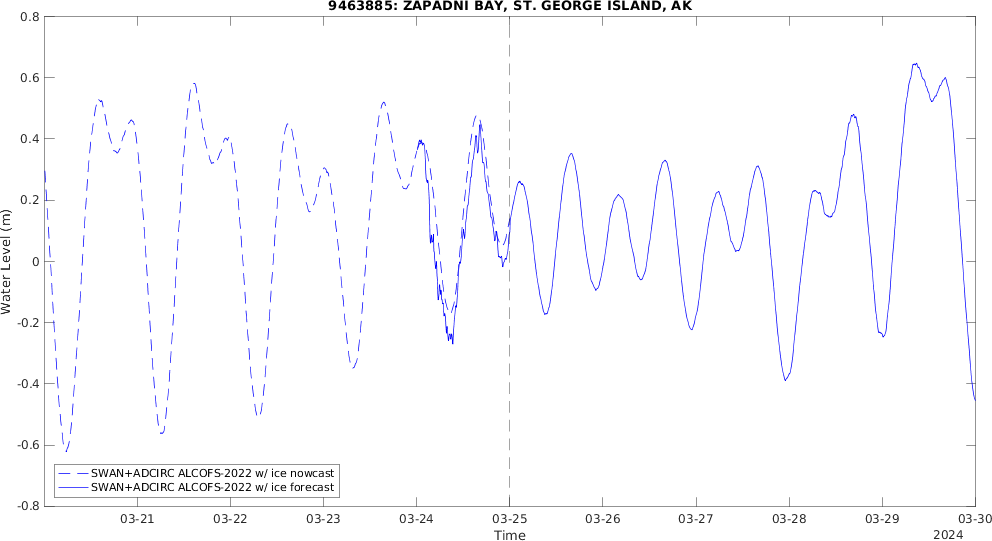 9463885: ZAPADNI BAY, ST. GEORGE ISLAND, AK
Water Level (m)
0.8
0.6
0.4
0.2
0
-0.2
-0.4
-0.6
-0.8
SWAN+ADCIRC ALCOFS-2022 w/ ice nowcast
SWAN+ADCIRC ALCOFS-2022 w/ ice forecast
03-21 03-22 03-23 03-24 03-25 03-26 03-27 03-28 03-29 03-30
Time
2024